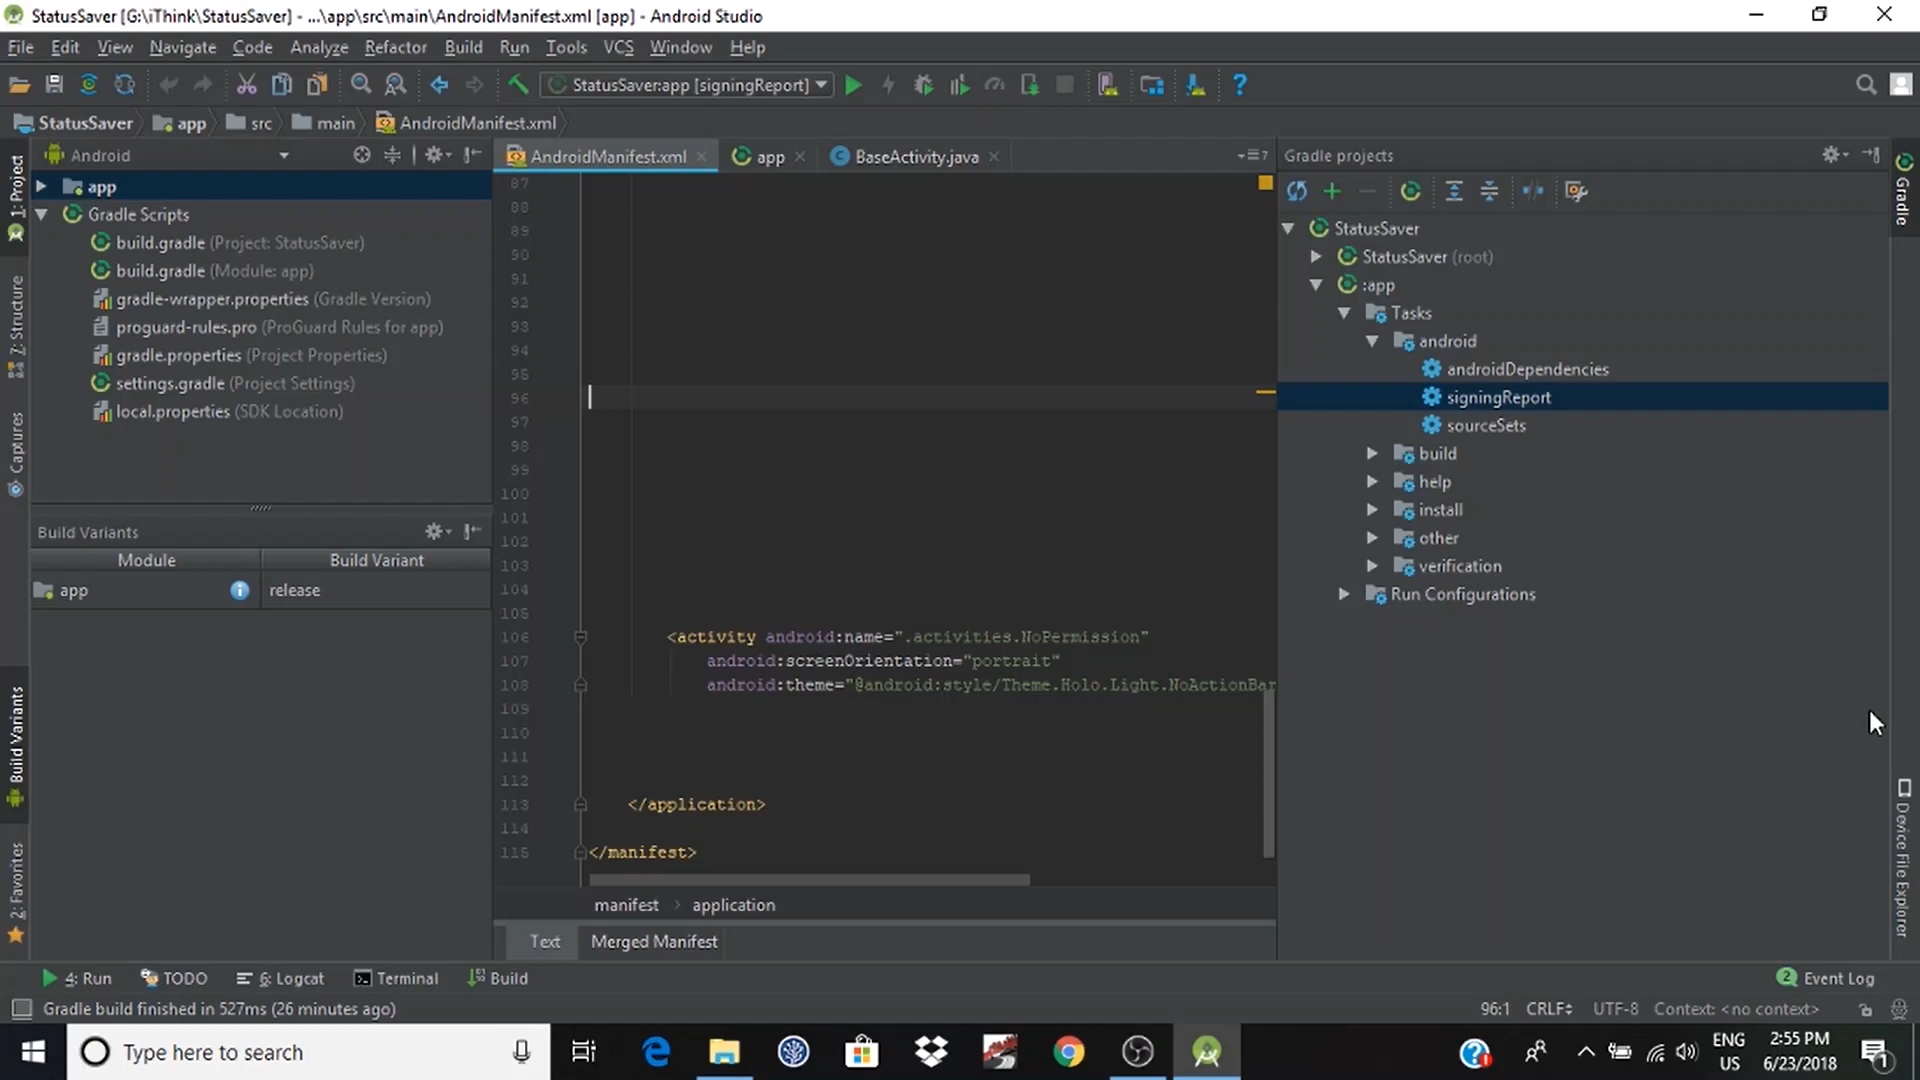 StatusSaver [G:\iThink\StatusSaver] - ...\app\src\main\AndroidManifest.xml [app] - Android Studio
File Edit View Navigate Code Analyze Refactor Build Run Tools VCS Window Help
StatusSaver:app [signingReport]
StatusSaver app src main AndroidManifest.xml
1: Project
7: Structure
Captures
Build Variants
2: Favorites
Android
app
Gradle Scripts
build.gradle (Project: StatusSaver)
build.gradle (Module: app)
gradle-wrapper.properties (Gradle Version)
proguard-rules.pro (ProGuard Rules for app)
gradle.properties (Project Properties)
settings.gradle (Project Settings)
local.properties (SDK Location)
Build Variants
Module Build Variant
app release
AndroidManifest.xml app BaseActivity.java
87
88
89
90
91
92
93
94
95
96
97
98
99
100
101
102
103
104
105
106 <activity android:name=".activities.NoPermission"
107 android:screenOrientation="portrait"
108 android:theme="@android:style/Theme.Holo.Light.NoActionBar
109
110
111
112
113 </application>
114
115 </manifest>
manifest › application
Text Merged Manifest
Gradle projects
StatusSaver
StatusSaver (root)
:app
Tasks
android
androidDependencies
signingReport
sourceSets
build
help
install
other
verification
Run Configurations
Gradle
Device File Explorer
4: Run TODO 6: Logcat Terminal Build 2 Event Log
Gradle build finished in 527ms (26 minutes ago) 96:1 CRLF UTF-8 Context: <no context>
Type here to search
ENG
US
2:55 PM
6/23/2018
1